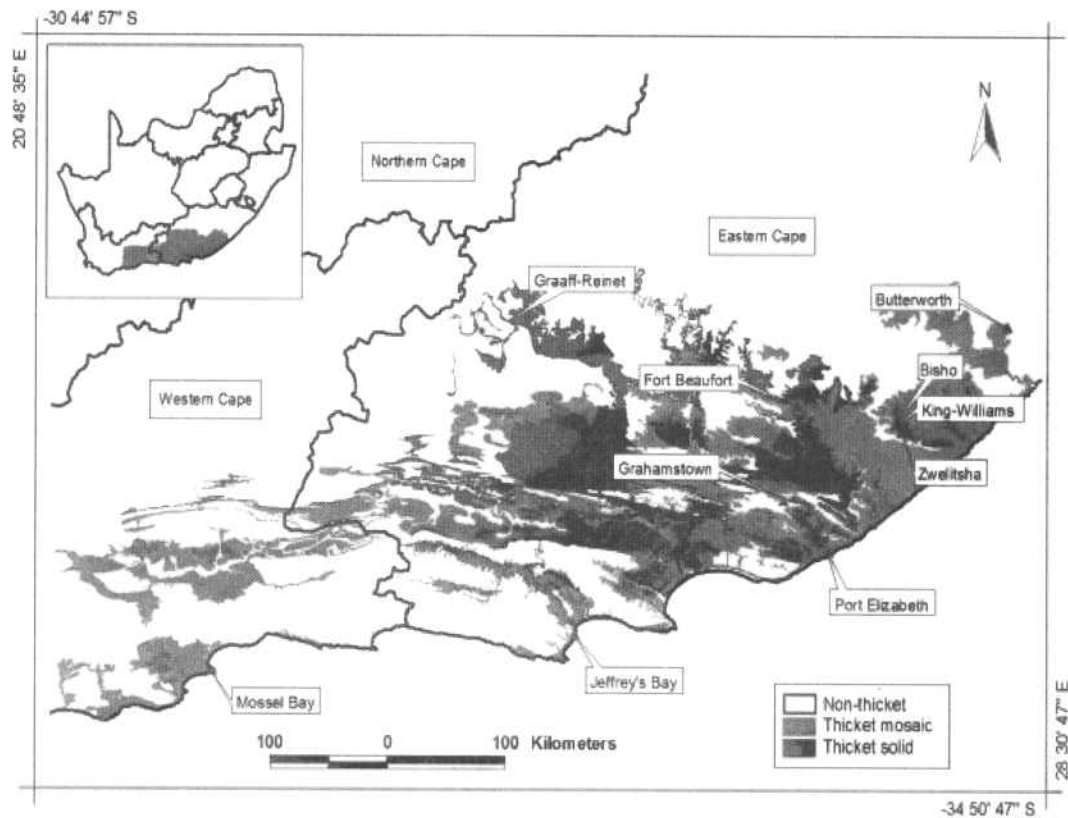 -30 44' 57" S
20 48' 35" E
N
Northern Cape
Eastern Cape
Graaff-Reinet
Butterworth
Bisho
Fort Beaufort
Western Cape
King-Williams
Grahamstown
Zwelitsha
Port Elizabeth
Jeffrey's Bay
Mossel Bay
Non-thicket
Thicket mosaic
Thicket solid
100 0 100 Kilometers
28 30' 47" E
-34 50' 47" S